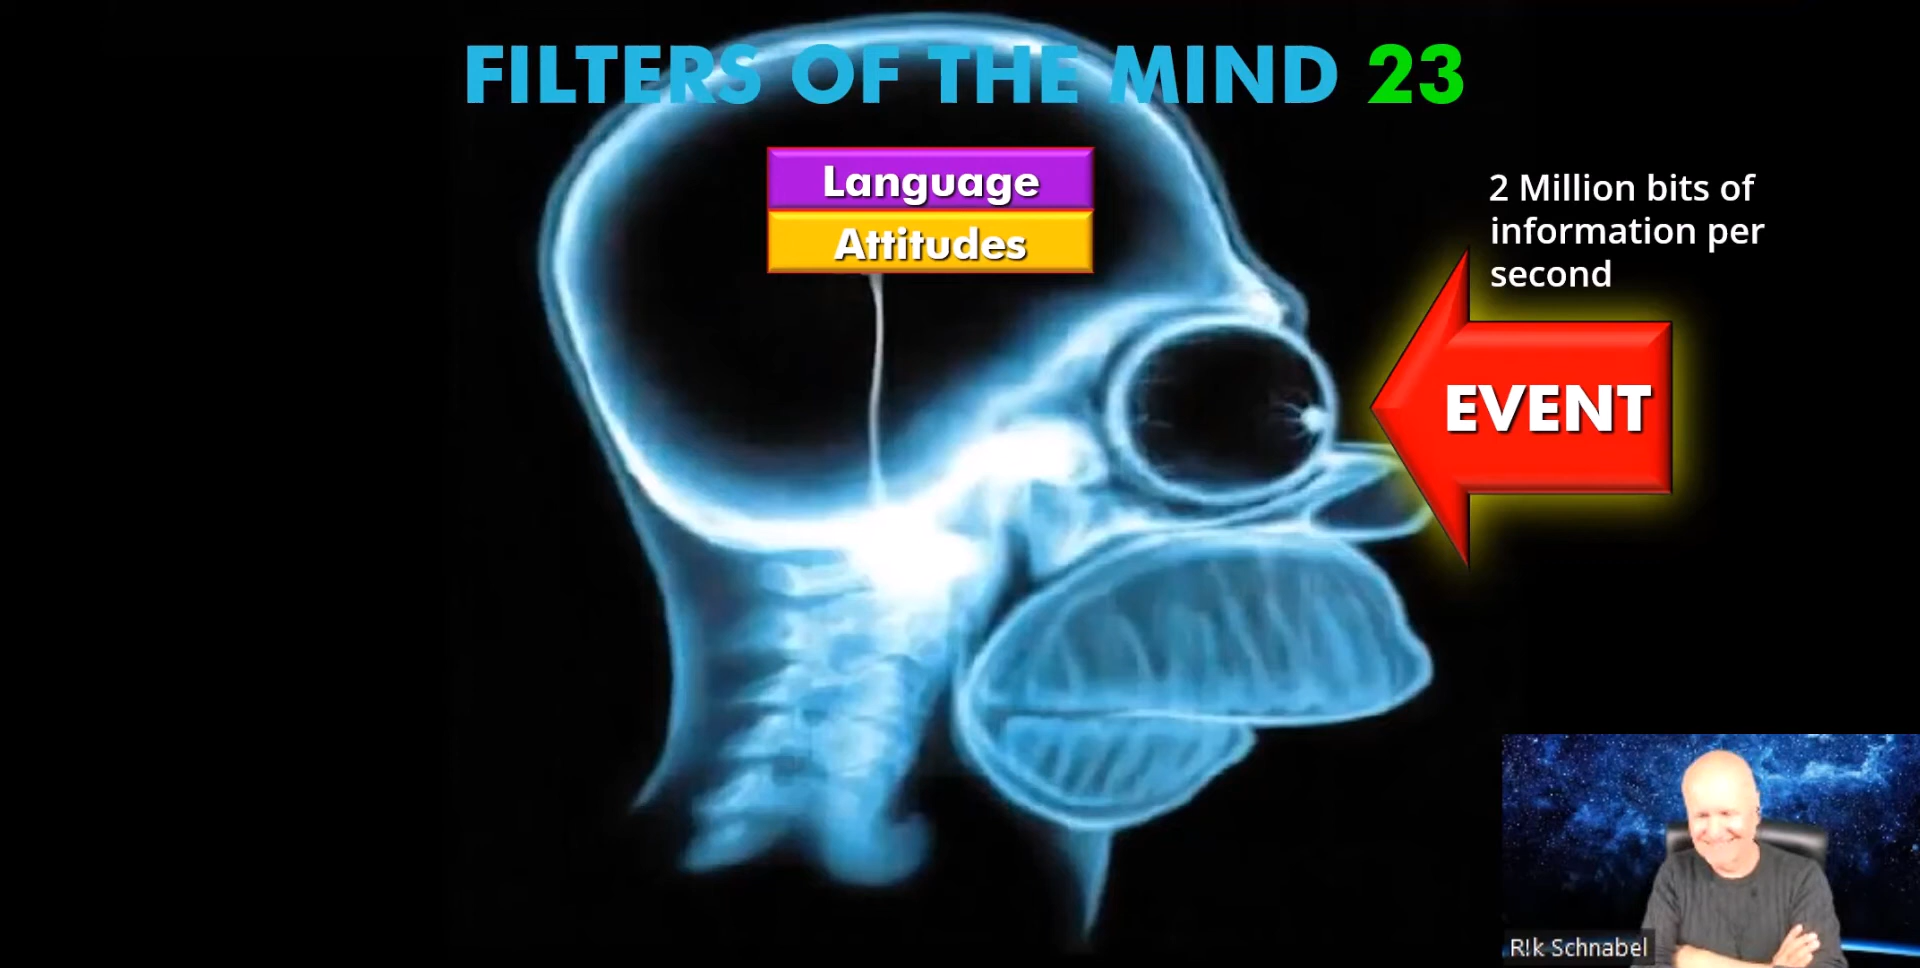 FILTERS OF THE MIND 23
Language
Attitudes
2 Million bits of
information per
second
EVENT
R!k Schnabel